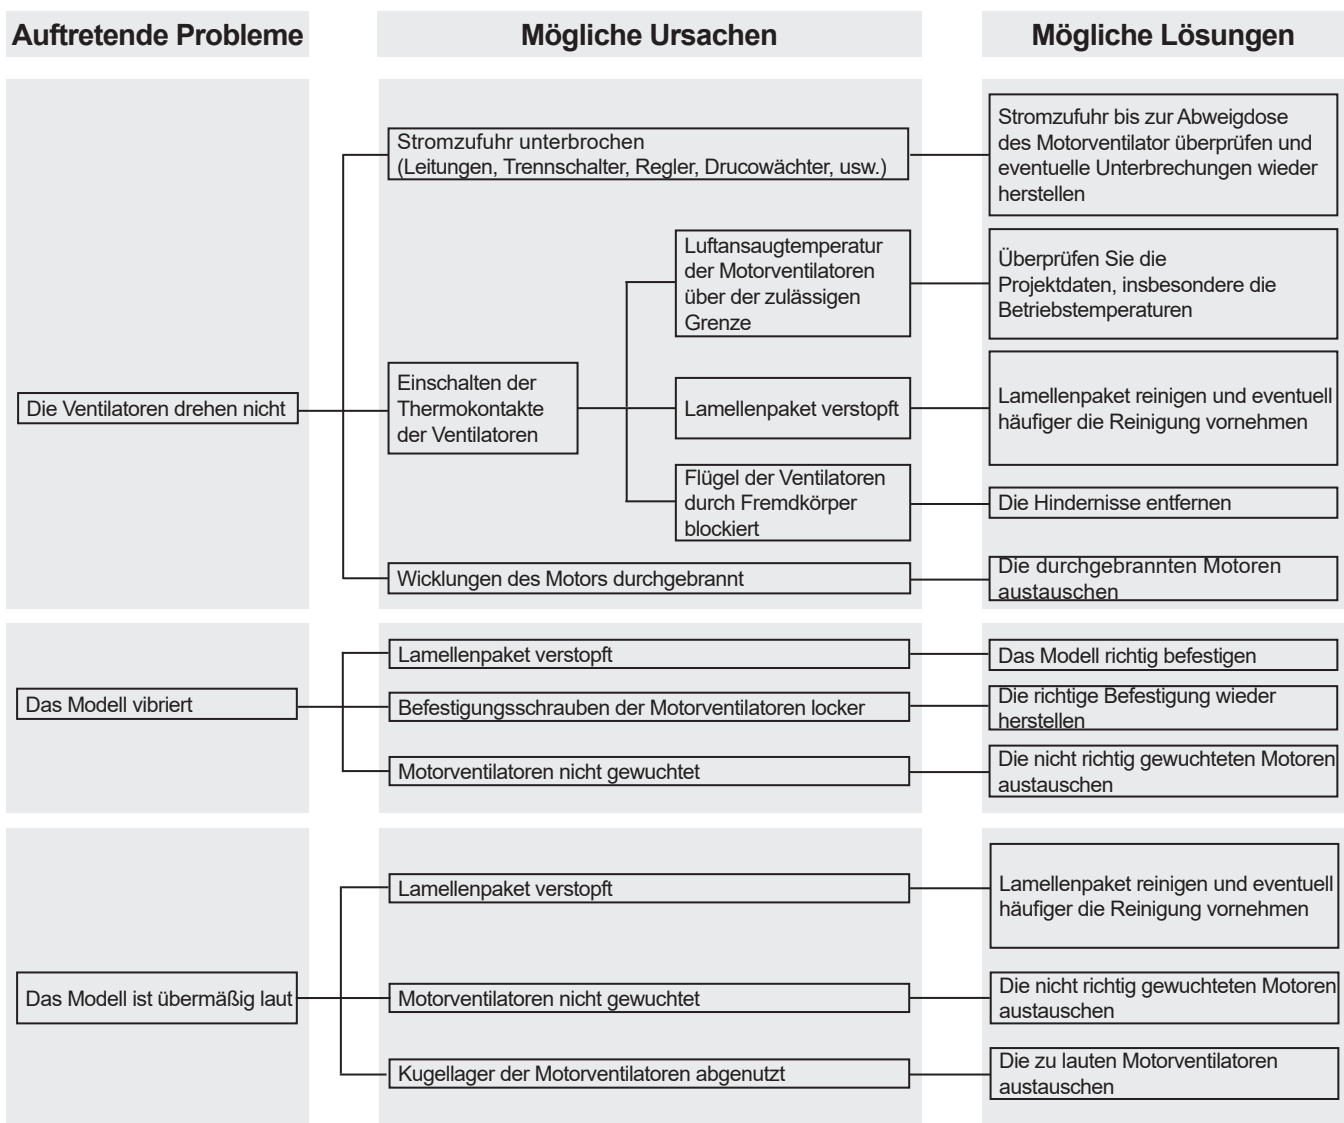 Auftretende Probleme
Mögliche Ursachen
Mögliche Lösungen
Die Ventilatoren drehen nicht
Stromzufuhr unterbrochen
(Leitungen, Trennschalter, Regler, Drucowächter, usw.)
Stromzufuhr bis zur Abweigdose
des Motorventilator überprüfen und
eventuelle Unterbrechungen wieder
herstellen
Einschalten der
Thermokontakte
der Ventilatoren
Luftansaugtemperatur
der Motorventilatoren
über der zulässigen
Grenze
Überprüfen Sie die
Projektdaten, insbesondere die
Betriebstemperaturen
Lamellenpaket verstopft
Lamellenpaket reinigen und eventuell
häufiger die Reinigung vornehmen
Flügel der Ventilatoren
durch Fremdkörper
blockiert
Die Hindernisse entfernen
Wicklungen des Motors durchgebrannt
Die durchgebrannten Motoren
austauschen
Das Modell vibriert
Lamellenpaket verstopft
Das Modell richtig befestigen
Befestigungsschrauben der Motorventilatoren locker
Die richtige Befestigung wieder
herstellen
Motorventilatoren nicht gewuchtet
Die nicht richtig gewuchteten Motoren
austauschen
Das Modell ist übermäßig laut
Lamellenpaket verstopft
Lamellenpaket reinigen und eventuell
häufiger die Reinigung vornehmen
Motorventilatoren nicht gewuchtet
Die nicht richtig gewuchteten Motoren
austauschen
Kugellager der Motorventilatoren abgenutzt
Die zu lauten Motorventilatoren
austauschen